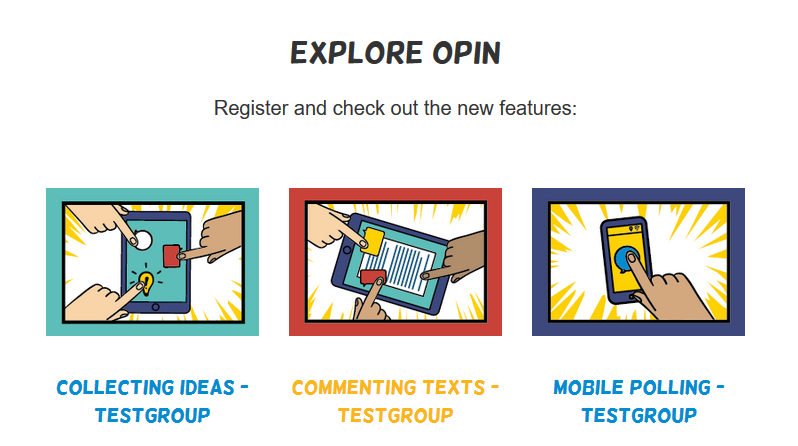 EXPLORE OPIN
Register and check out the new features:
COLLECTING IDEAS -
TESTGROUP
COMMENTING TEXTS -
TESTGROUP
MOBILE POLLING -
TESTGROUP